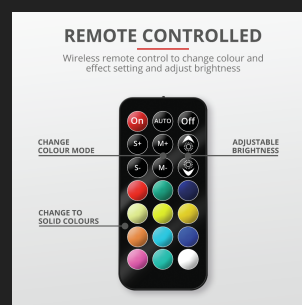 REMOTE CONTROLLED
Wireless remote control to change colour and
effect setting and adjust brightness
On AUTO Off
S+ M+
S- M-
CHANGE
COLOUR MODE
ADJUSTABLE
BRIGHTNESS
CHANGE TO
SOLID COLOURS